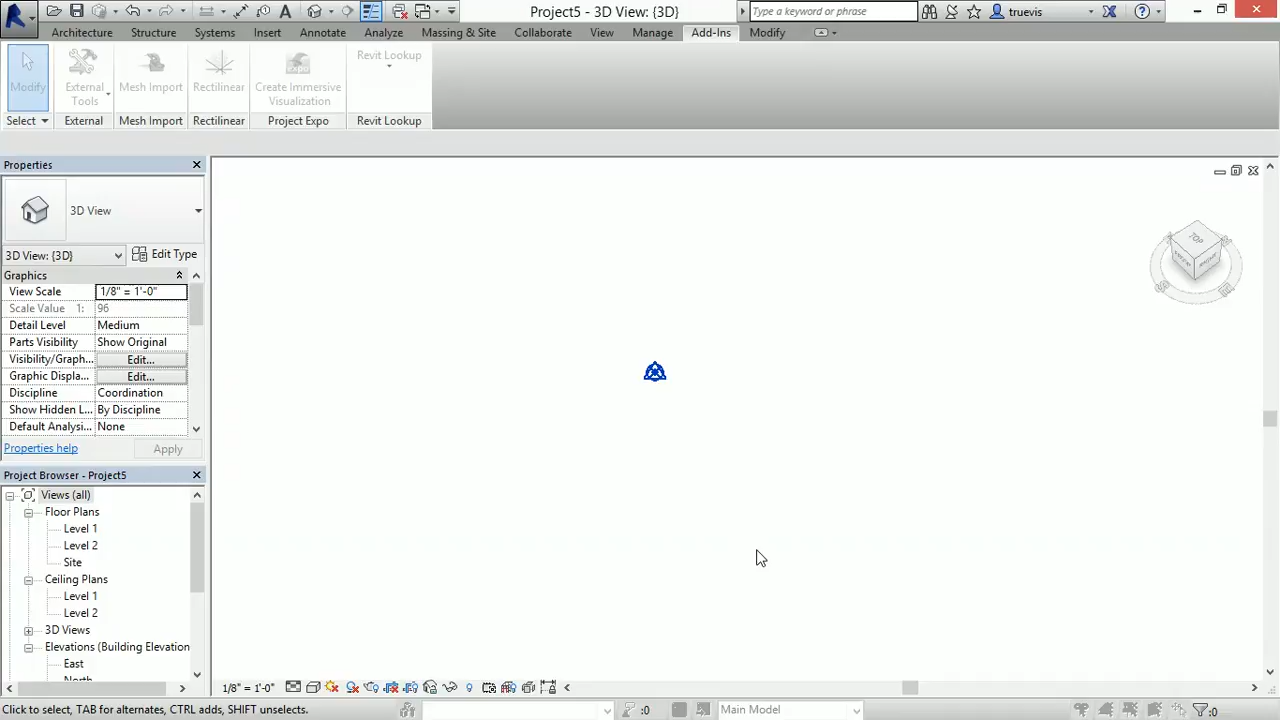 Project5 - 3D View: {3D}
Type a keyword or phrase
truevis
Architecture Structure Systems Insert Annotate Analyze Massing & Site Collaborate View Manage Add-Ins Modify
Modify
External Tools
Mesh Import
Rectilinear
Create Immersive Visualization
Revit Lookup
Select External Mesh Import Rectilinear Project Expo Revit Lookup
Properties
3D View
3D View: {3D} Edit Type
Graphics
View Scale 1/8" = 1'-0"
Scale Value 1: 96
Detail Level Medium
Parts Visibility Show Original
Visibility/Graph... Edit...
Graphic Displa... Edit...
Discipline Coordination
Show Hidden L... By Discipline
Default Analysi... None
Properties help Apply
Project Browser - Project5
Views (all)
Floor Plans
Level 1
Level 2
Site
Ceiling Plans
Level 1
Level 2
3D Views
Elevations (Building Elevation
East
TOP
1/8" = 1'-0"
Click to select, TAB for alternates, CTRL adds, SHIFT unselects.
:0
Main Model
:0